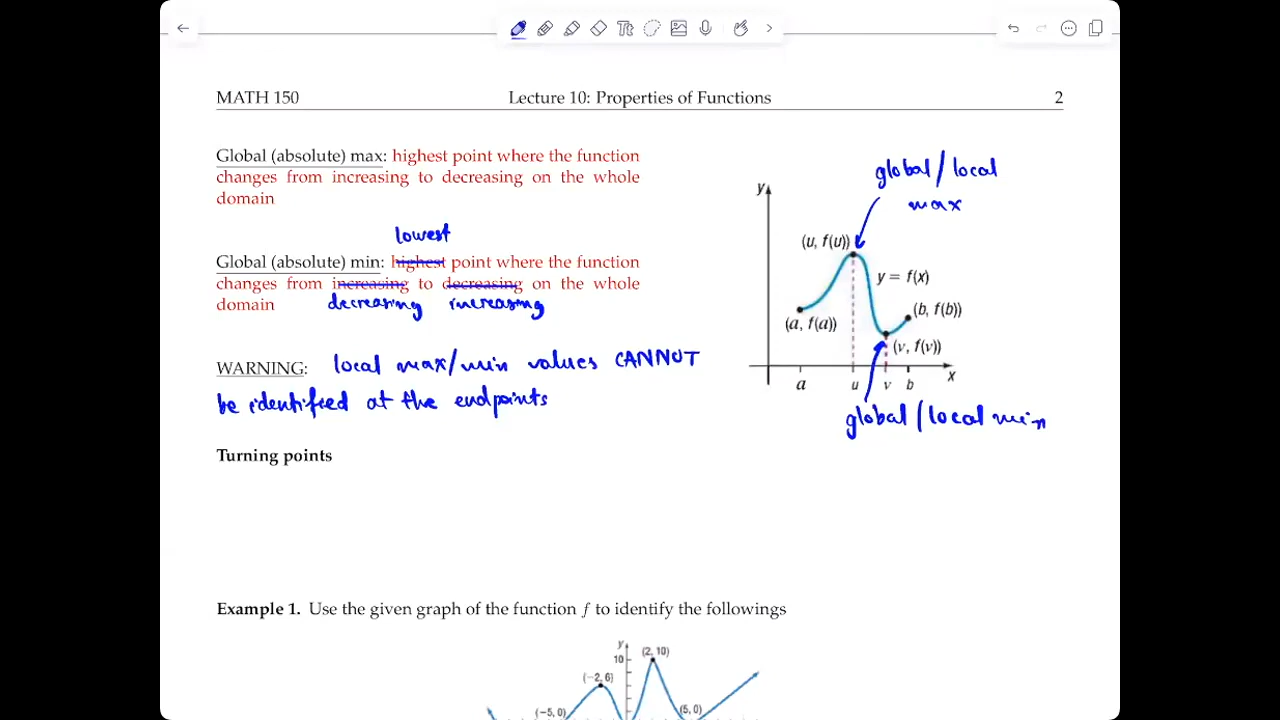 MATH 150 Lecture 10: Properties of Functions 2
Global (absolute) max: highest point where the function
changes from increasing to decreasing on the whole
domain
lowest
Global (absolute) min: highest point where the function
changes from increasing to decreasing on the whole
domain decreasing increasing
WARNING: local max/min values CANNOT
be identified at the endpoints
Turning points
global/local
max
y
(u, f(u))
y = f(x)
(a, f(a))
(b, f(b))
(v, f(v))
a u v b x
global/local min
Example 1. Use the given graph of the function f to identify the followings
y
10
(2, 10)
(−2, 6)
(−5, 0)
(5, 0)